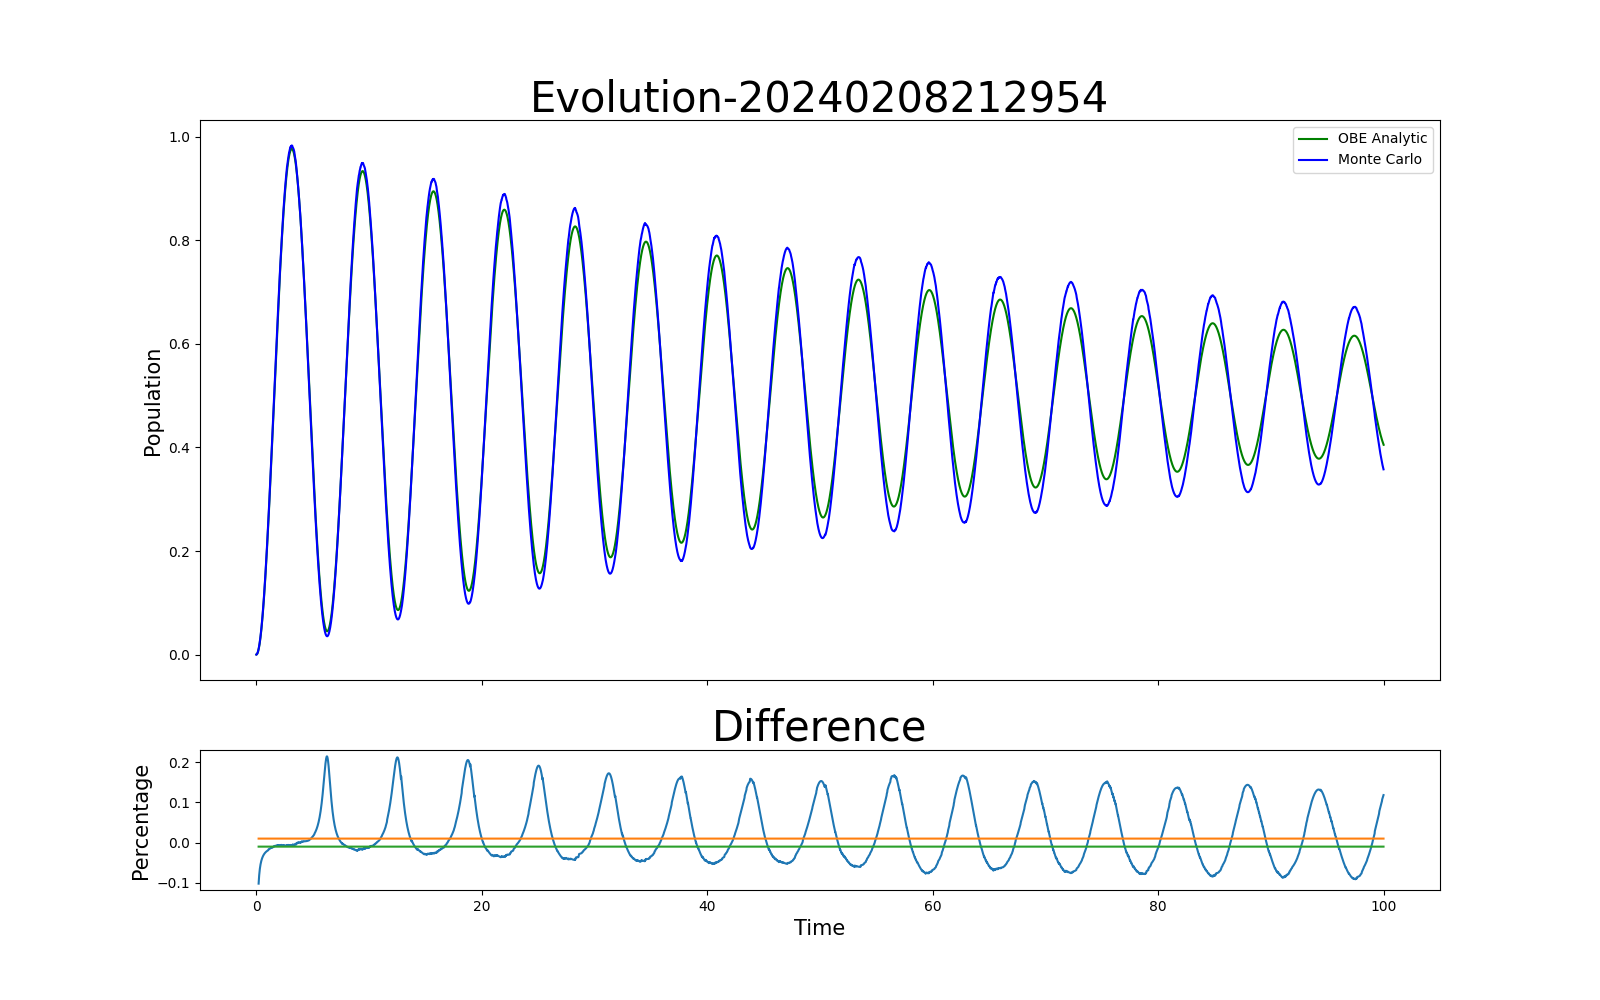 Evolution-20240208212954
OBE Analytic
Monte Carlo
Population
1.0
0.8
0.6
0.4
0.2
0.0
Difference
Percentage
0.2
0.1
0.0
−0.1
0 20 40 60 80 100
Time